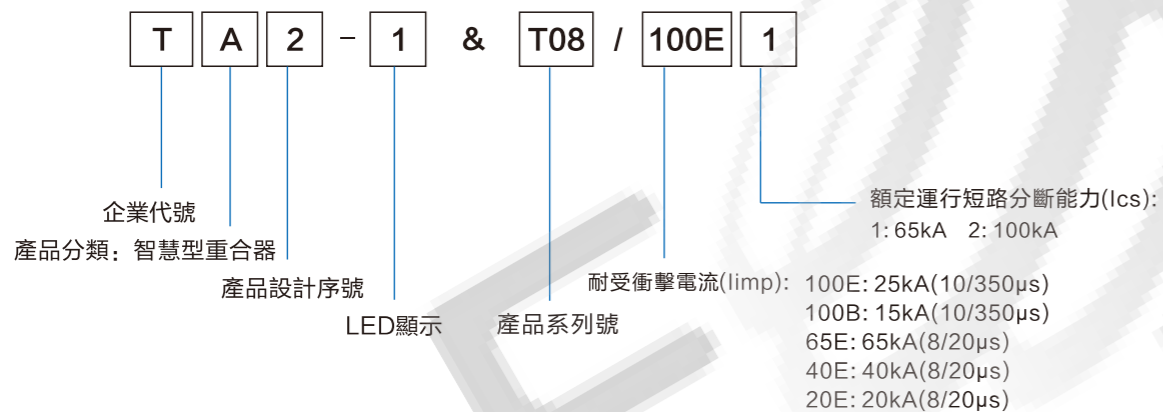 T A 2 - 1 & T08 / 100E 1
額定運行短路分斷能力(Ics):
企業代號
1: 65kA 2: 100kA
產品分類：智慧型重合器
產品設計序號
耐受衝擊電流(Iimp): 100E: 25kA(10/350µs)
100B: 15kA(10/350µs)
LED顯示
產品系列號
65E: 65kA(8/20µs)
40E: 40kA(8/20µs)
20E: 20kA(8/20µs)